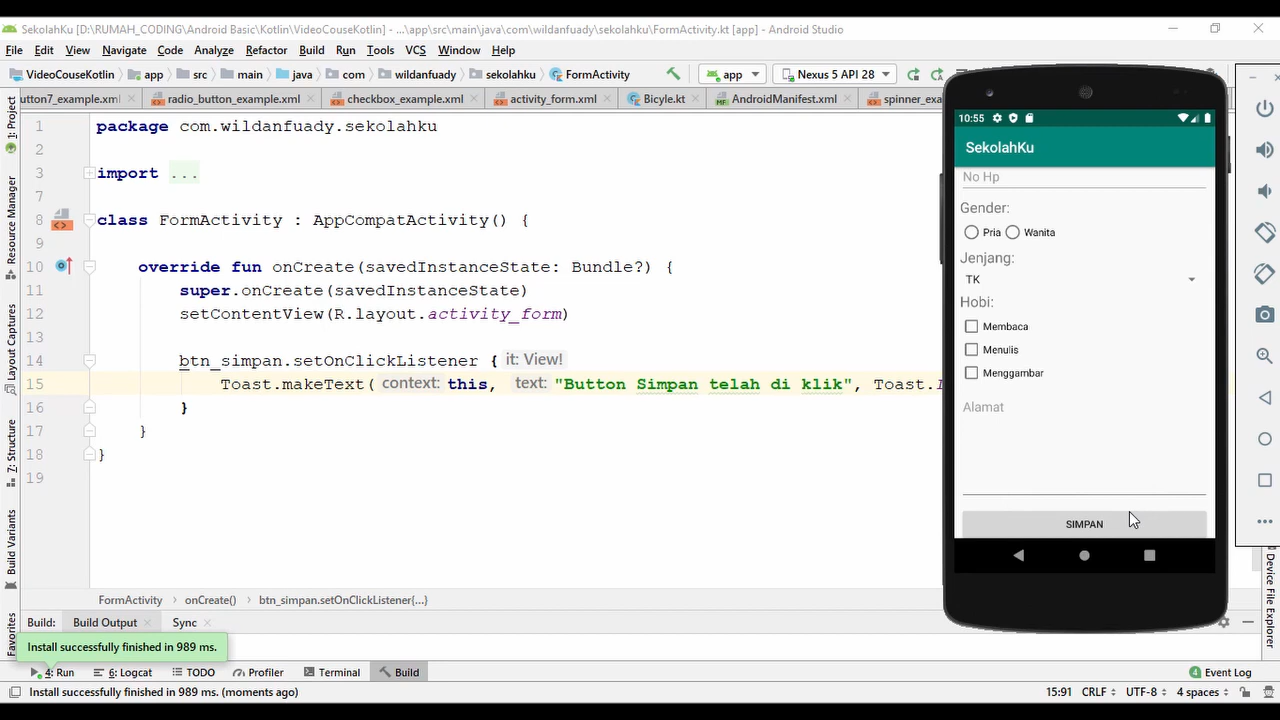 SekolahKu [D:\RUMAH_CODING\Android Basic\Kotlin\VideoCouseKotlin] - ...\app\src\main\java\com\wildanfuady\sekolahku\FormActivity.kt [app] - Android Studio
File Edit View Navigate Code Analyze Refactor Build Run Tools VCS Window Help
VideoCouseKotlin app src main java com wildanfuady sekolahku FormActivity app Nexus 5 API 28
utton7_example.xml radio_button_example.xml checkbox_example.xml activity_form.xml Bicyle.kt AndroidManifest.xml spinner_exa
1: Project
Resource Manager
Layout Captures
7: Structure
Build Variants
Favorites
1 package com.wildanfuady.sekolahku
2
3 import ...
7
8 class FormActivity : AppCompatActivity() {
9
10 override fun onCreate(savedInstanceState: Bundle?) {
11 super.onCreate(savedInstanceState)
12 setContentView(R.layout.activity_form)
13
14 btn_simpan.setOnClickListener { it: View!
15 Toast.makeText( context: this, text: "Button Simpan telah di klik", Toast.
16 }
17 }
18 }
19
10:55
SekolahKu
No Hp
Gender:
Pria Wanita
Jenjang:
TK
Hobi:
Membaca
Menulis
Menggambar
Alamat
SIMPAN
Device File Explorer
FormActivity onCreate() btn_simpan.setOnClickListener{...}
Build: Build Output Sync
Install successfully finished in 989 ms.
4: Run 6: Logcat TODO Profiler Terminal Build 4 Event Log
Install successfully finished in 989 ms. (moments ago) 15:91 CRLF UTF-8 4 spaces